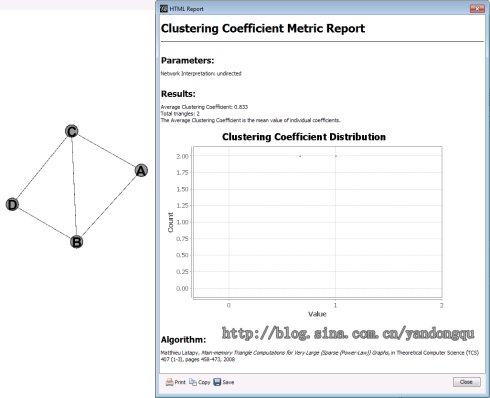 HTML Report
Clustering Coefficient Metric Report
Parameters:
Network Interpretation: undirected
Results:
Average Clustering Coefficient: 0.833
Total triangles: 2
The Average Clustering Coefficient is the mean value of individual coefficients.
Clustering Coefficient Distribution
2.00
1.75
1.50
1.25
1.00
0.75
0.50
0.25
0.00
Count
0 1 2
Value
C
A
D
B
http://blog.sina.com.cn/yandongqu
Algorithm:
Matthieu Latapy, Main-memory Triangle Computations for Very Large (Sparse (Power-Law)) Graphs, in Theoretical Computer Science (TCS)
407 (1-3), pages 458-473, 2008
Print Copy Save Close